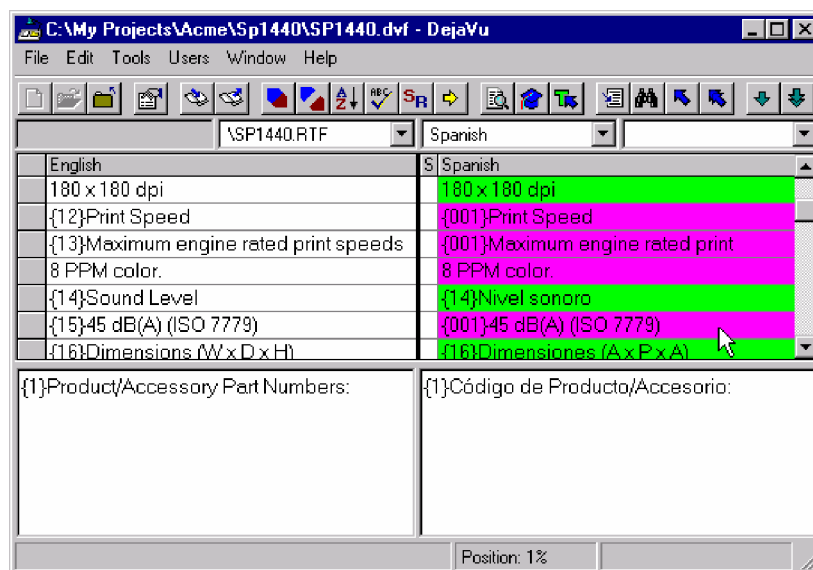 C:\My Projects\Acme\Sp1440\SP1440.dvf - DejaVu
File Edit Tools Users Window Help
\SP1440.RTF Spanish
English S Spanish
180 x 180 dpi 180 x 180 dpi
{12}Print Speed {001}Print Speed
{13}Maximum engine rated print speeds {001}Maximum engine rated print
8 PPM color. 8 PPM color.
{14}Sound Level {14}Nivel sonoro
{15}45 dB(A) (ISO 7779) {001}45 dB(A) (ISO 7779)
{16}Dimensions (W x D x H) {16}Dimensiones (A x P x A)
{1}Product/Accessory Part Numbers: {1}Código de Producto/Accesorio:
Position: 1%